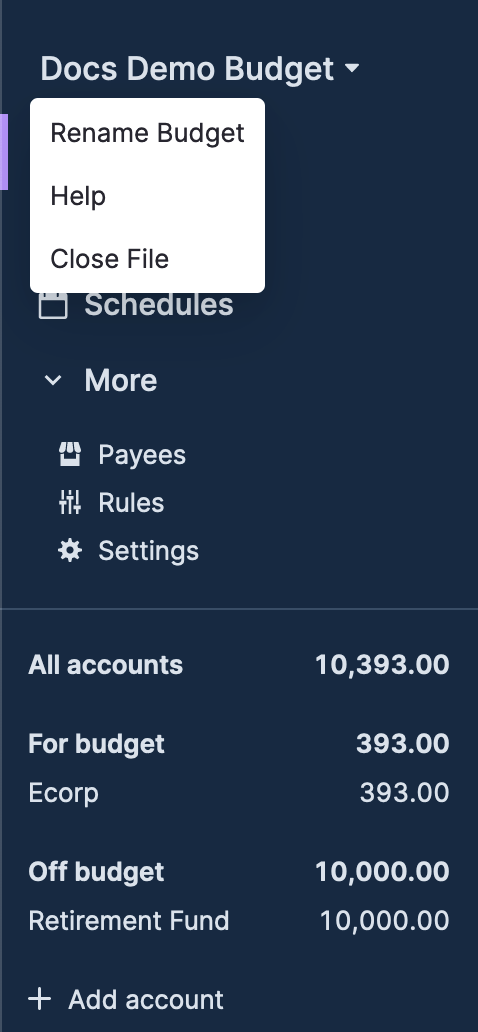 Docs Demo Budget
Rename Budget
Help
Close File
Schedules
More
Payees
Rules
Settings
All accounts 10,393.00
For budget 393.00
Ecorp 393.00
Off budget 10,000.00
Retirement Fund 10,000.00
Add account